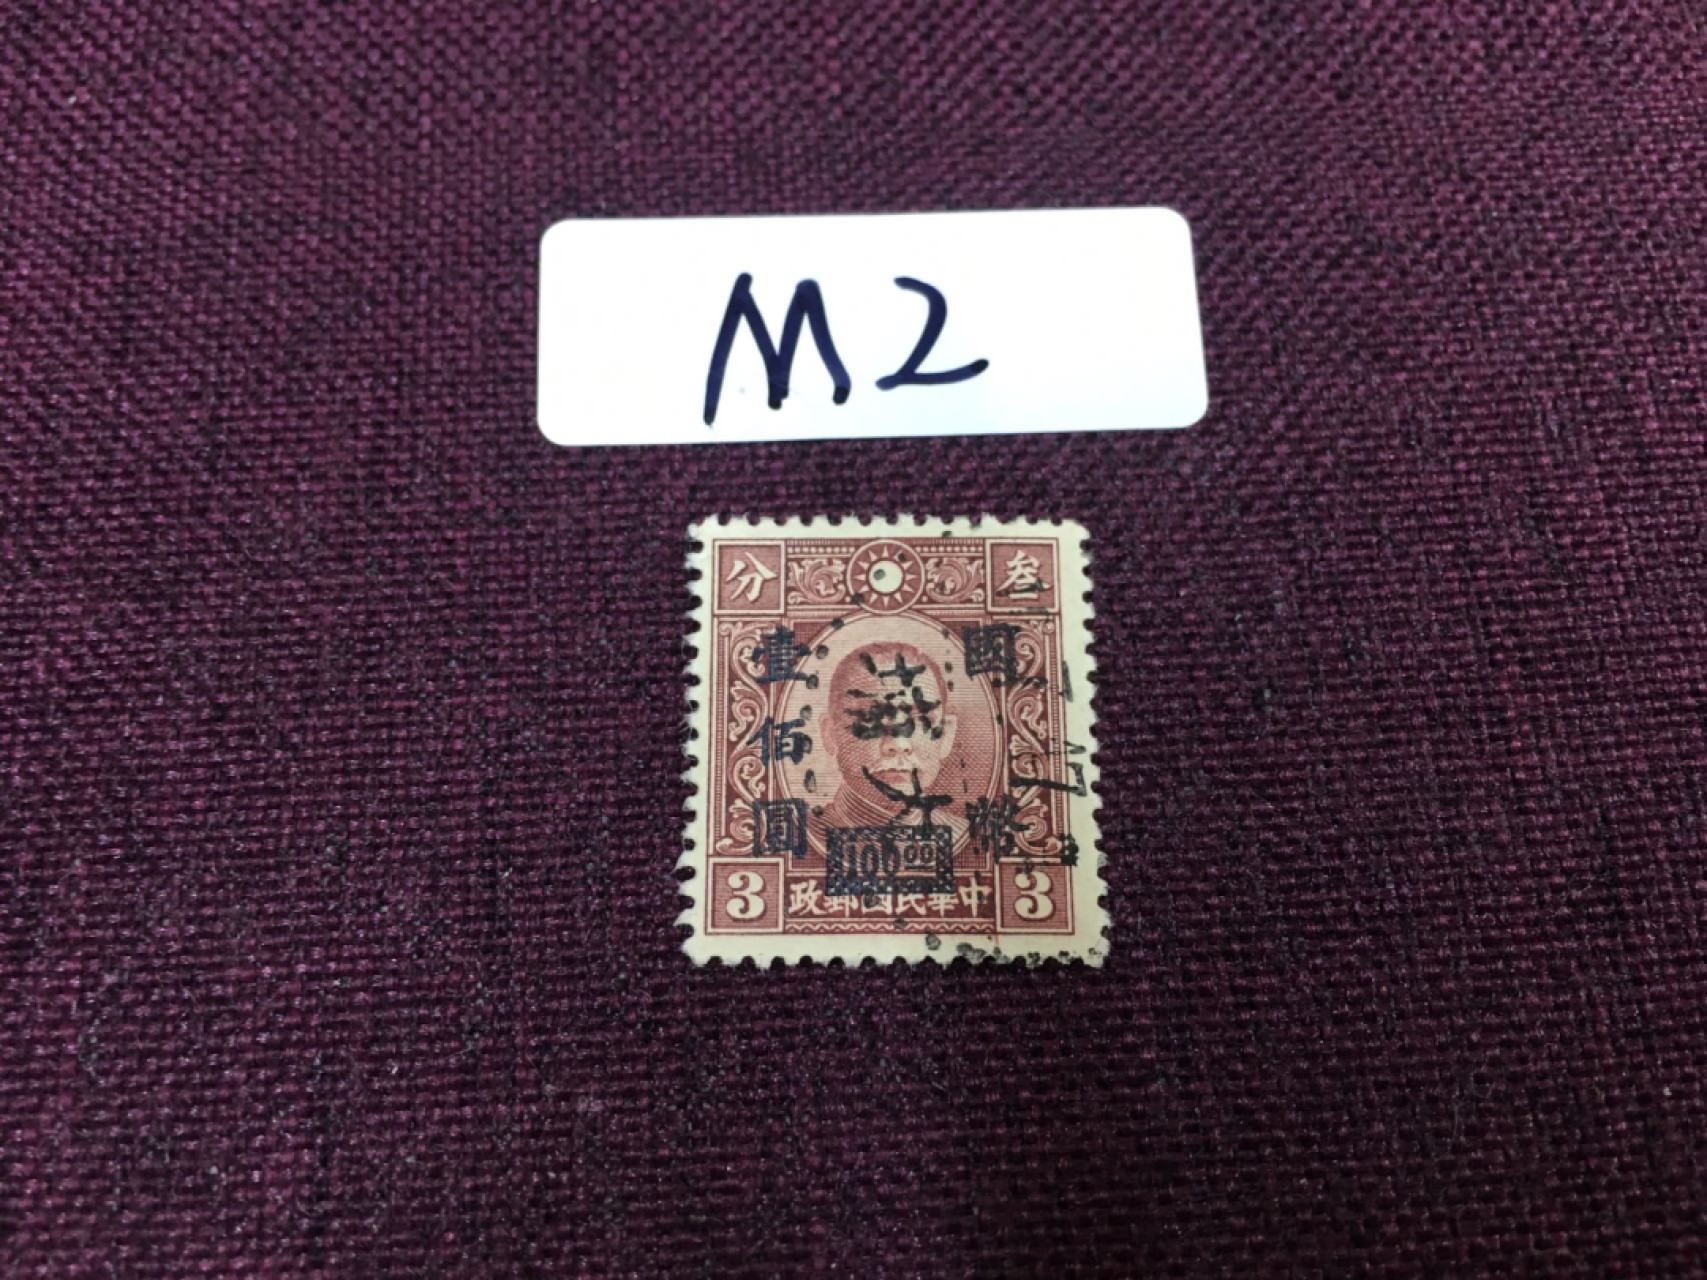 M2
分 叁
國幣
壹佰圓
100.00
3 政郵國民華中 3